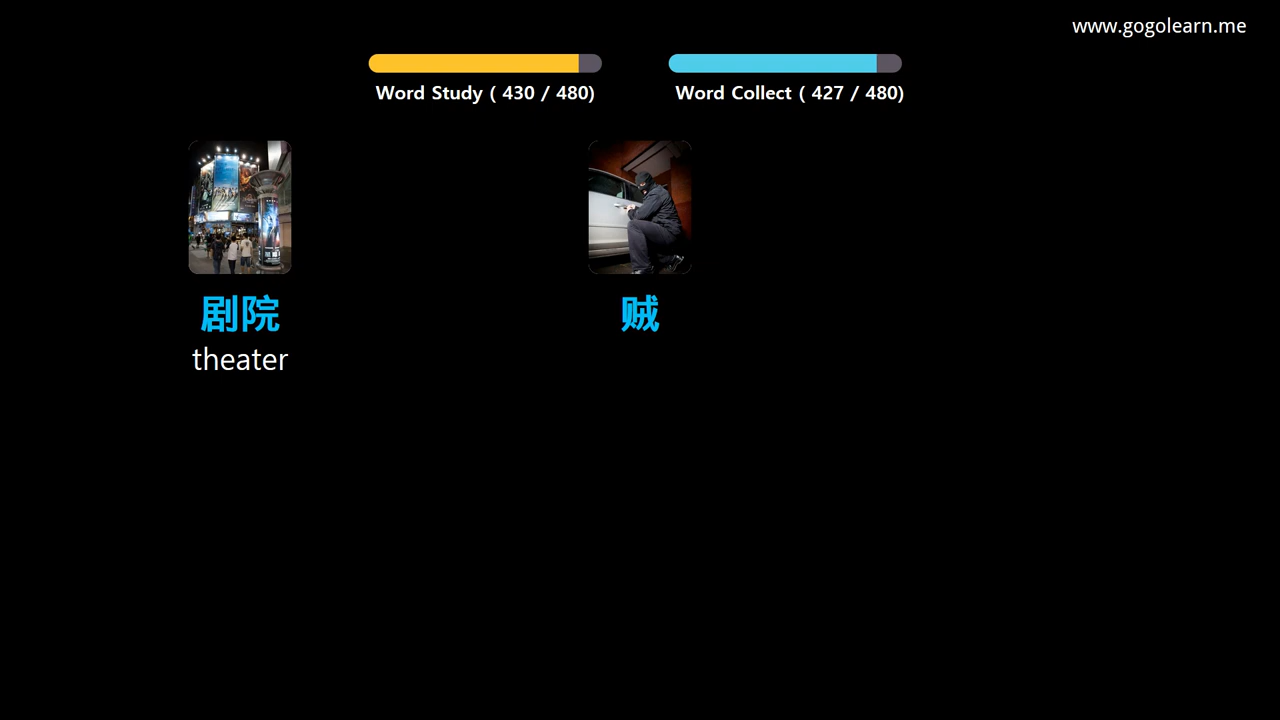 www.gogolearn.me
Word Study ( 430 / 480)
Word Collect ( 427 / 480)
剧院
theater
贼